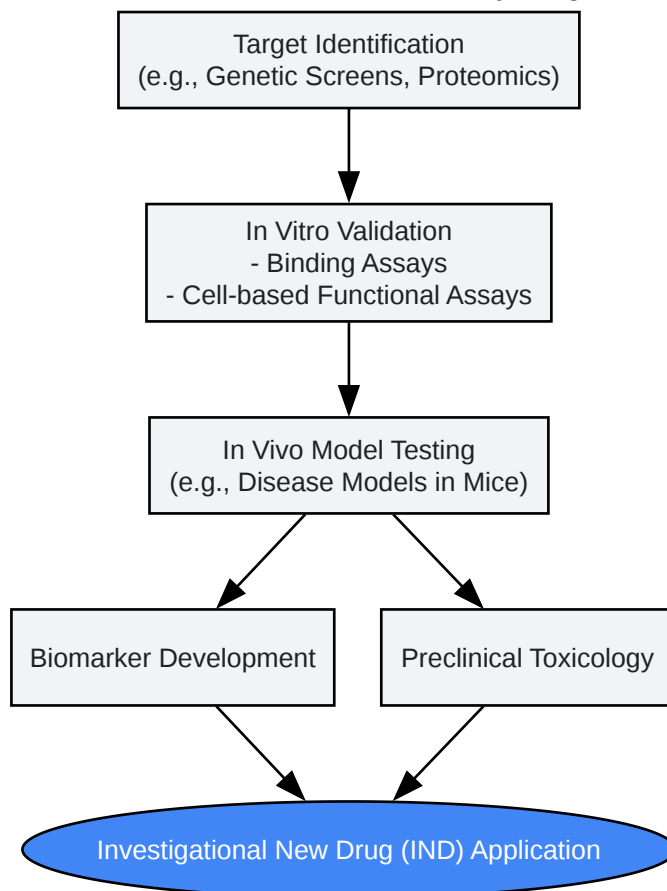 Target Identification
(e.g., Genetic Screens, Proteomics)
In Vitro Validation
- Binding Assays
- Cell-based Functional Assays
In Vivo Model Testing
(e.g., Disease Models in Mice)
Biomarker Development
Preclinical Toxicology
Investigational New Drug (IND) Application